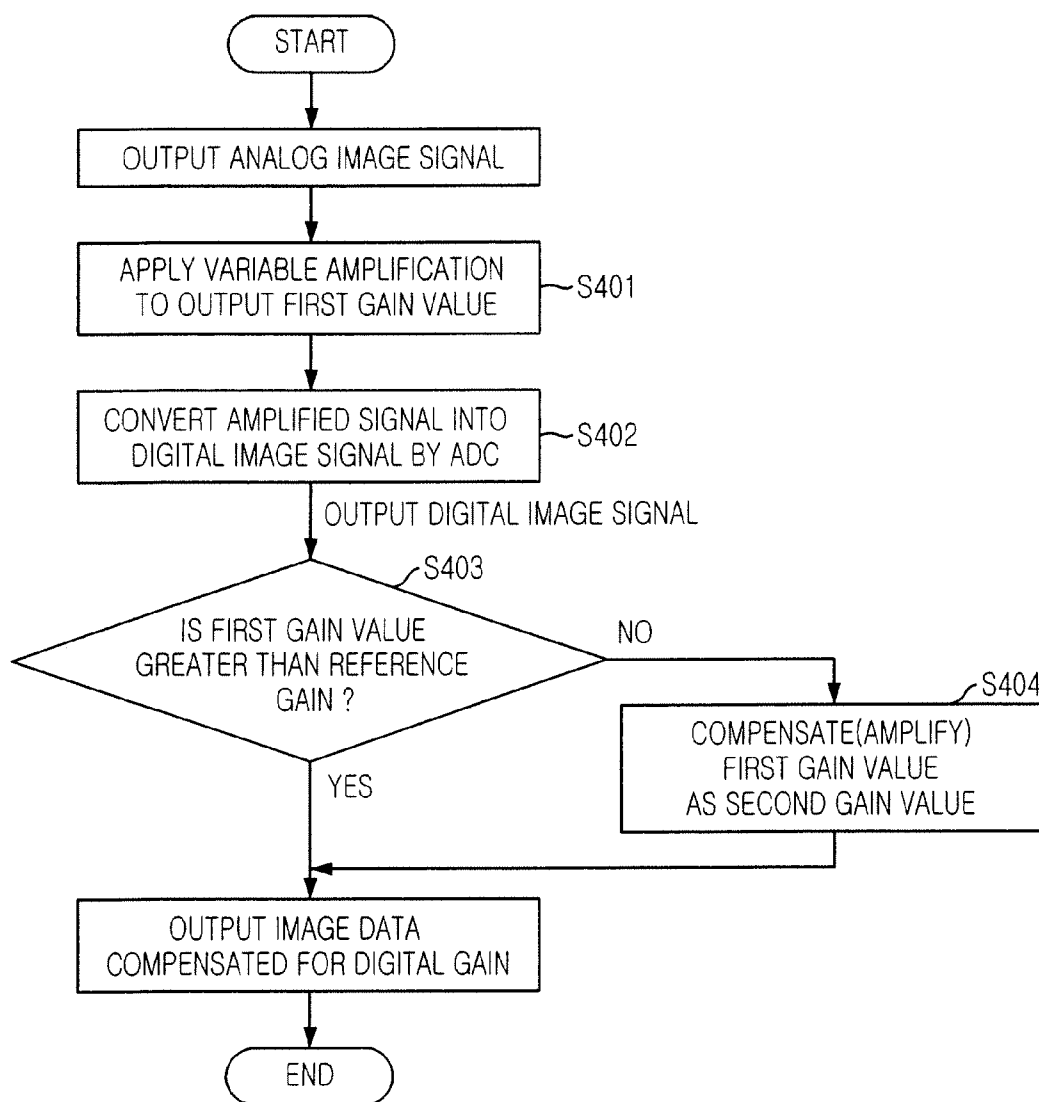 START
OUTPUT ANALOG IMAGE SIGNAL
APPLY VARIABLE AMPLIFICATION
TO OUTPUT FIRST GAIN VALUE
S401
CONVERT AMPLIFIED SIGNAL INTO
DIGITAL IMAGE SIGNAL BY ADC
S402
OUTPUT DIGITAL IMAGE SIGNAL
S403
IS FIRST GAIN VALUE
GREATER THAN REFERENCE
GAIN ?
NO
S404
COMPENSATE(AMPLIFY)
FIRST GAIN VALUE
AS SECOND GAIN VALUE
YES
OUTPUT IMAGE DATA
COMPENSATED FOR DIGITAL GAIN
END